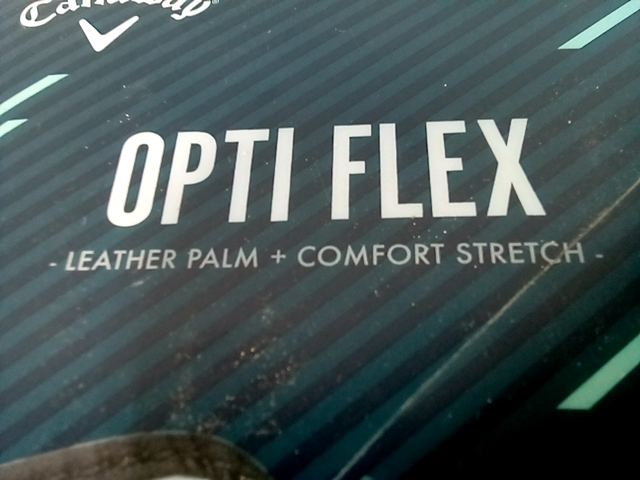 Callaway
OPTI FLEX
- LEATHER PALM + COMFORT STRETCH -